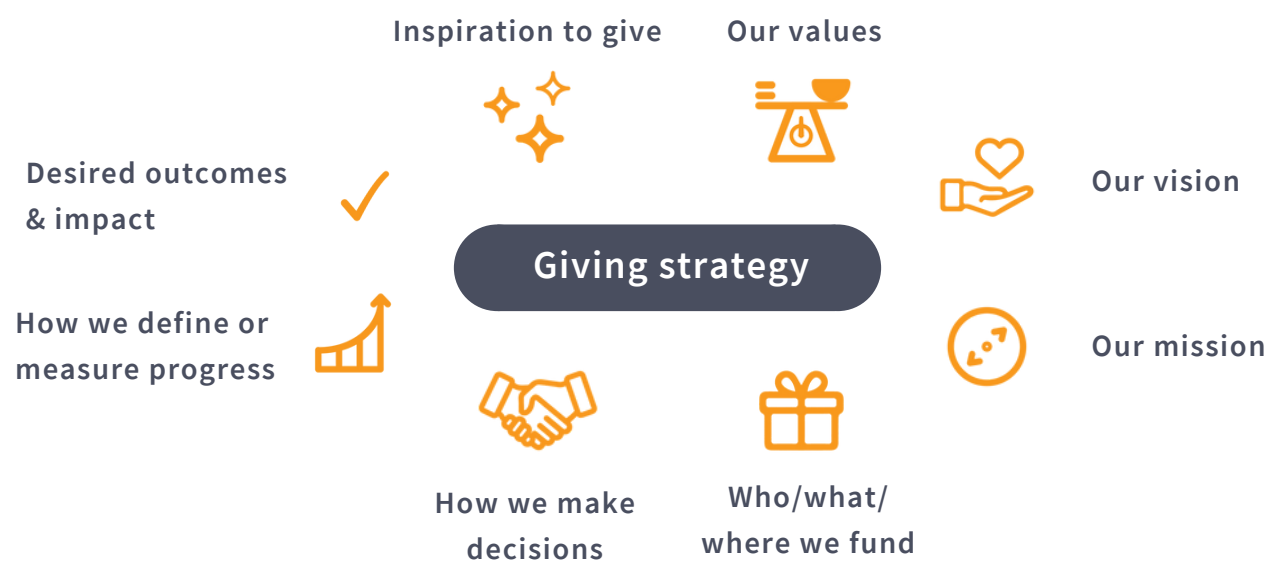 Inspiration to give
Our values
Desired outcomes
& impact
Our vision
Giving strategy
How we define or
measure progress
Our mission
How we make
decisions
Who/what/
where we fund